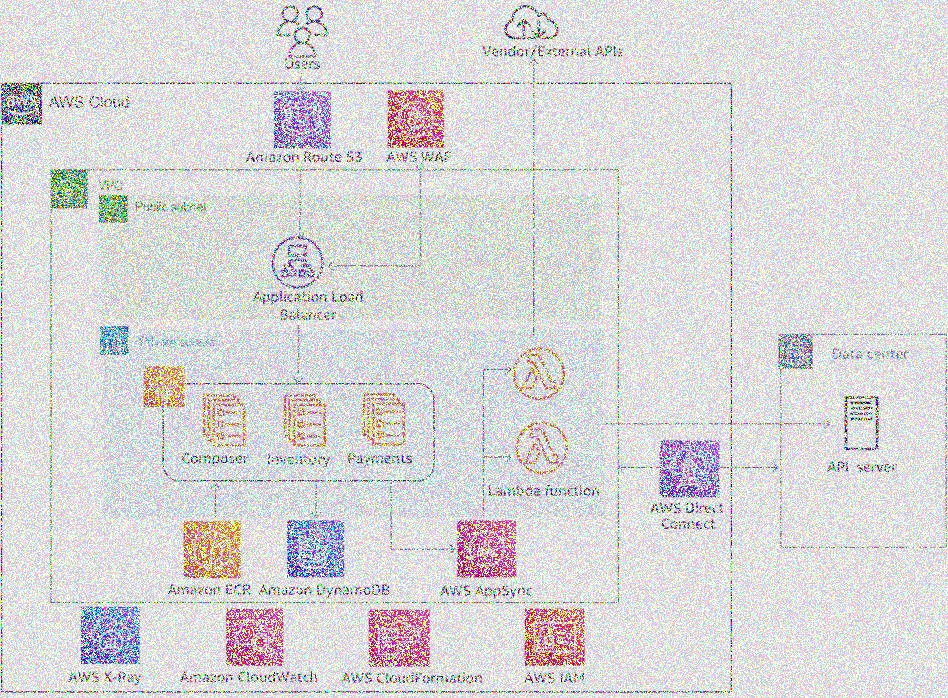 Users
Vendor/External APIs
AWS Cloud
Amazon Route 53
AWS WAF
VPC
Public subnet
Application Load
Balancer
Private subnet
Data center
Composer
Inventory
Payments
API server
Lambda function
AWS Direct
Connect
Amazon ECR
Amazon DynamoDB
AWS AppSync
AWS X-Ray
Amazon CloudWatch
AWS CloudFormation
AWS IAM